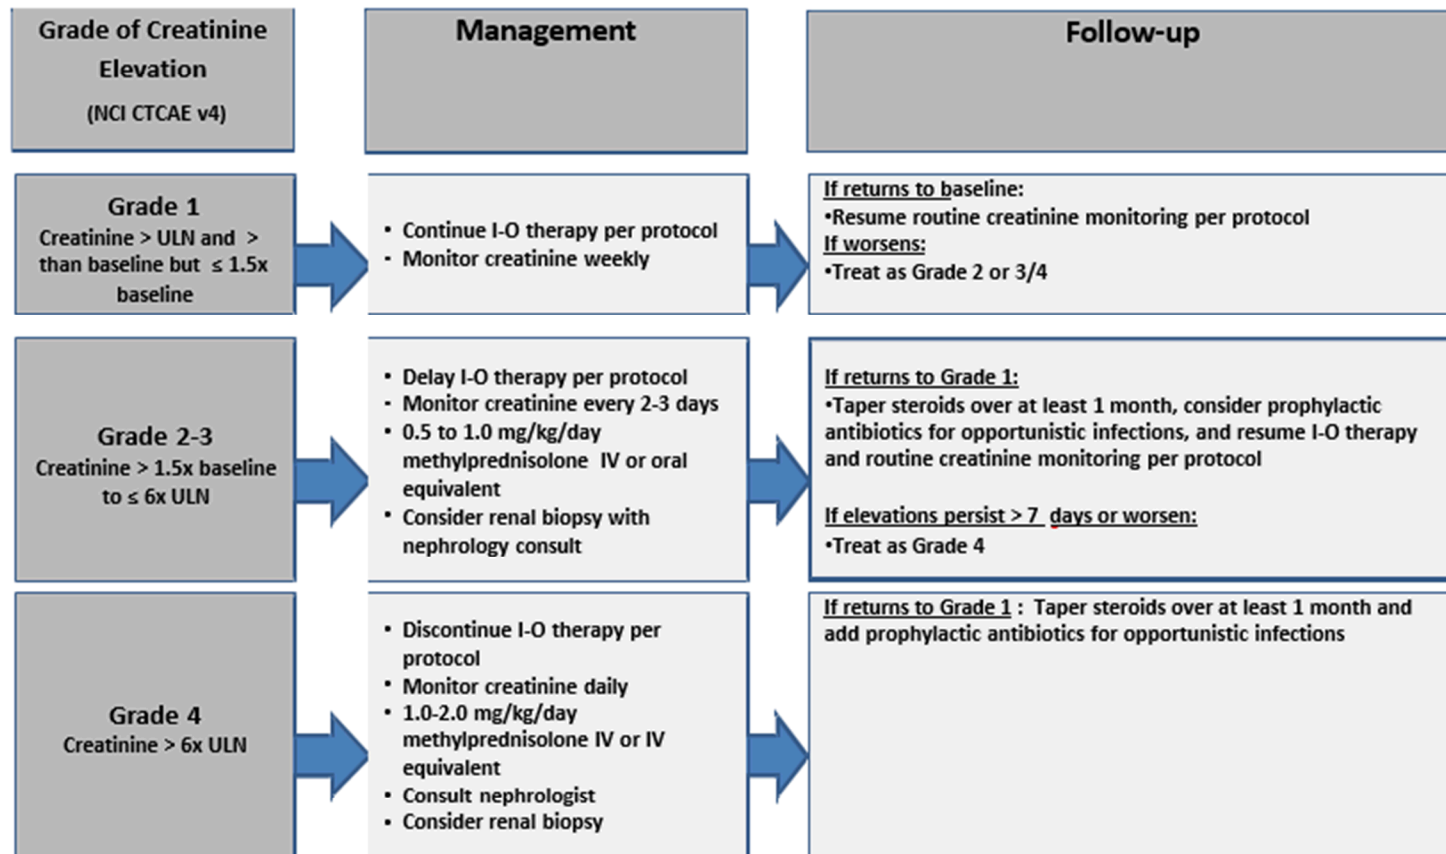 Grade of Creatinine
Elevation
(NCI CTCAE v4)
Management
Follow-up
Grade 1
Creatinine > ULN and >
than baseline but ≤ 1.5x
baseline
• Continue I-O therapy per protocol
- Monitor creatinine weekly
If returns to baseline:
•Resume routine creatinine monitoring per protocol
If worsens:
•Treat as Grade 2 or 3/4
Grade 2-3
Creatinine > 1.5x baseline
to ≤ 6x ULN
• Delay I-O therapy per protocol
- Monitor creatinine every 2-3 days
• 0.5 to 1.0 mg/kg/day
methylprednisolone IV or oral
equivalent
• Consider renal biopsy with
nephrology consult
If returns to Grade 1:
•Taper steroids over at least 1 month, consider prophylactic
antibiotics for opportunistic infections, and resume I-O therapy
and routine creatinine monitoring per protocol
If elevations persist > 7 days or worsen:
•Treat as Grade 4
Grade 4
Creatinine > 6x ULN
• Discontinue I-O therapy per
protocol
• Monitor creatinine daily
• 1.0-2.0 mg/kg/day
methylprednisolone IV or IV
equivalent
• Consult nephrologist
• Consider renal biopsy
If returns to Grade 1 : Taper steroids over at least 1 month and
add prophylactic antibiotics for opportunistic infections